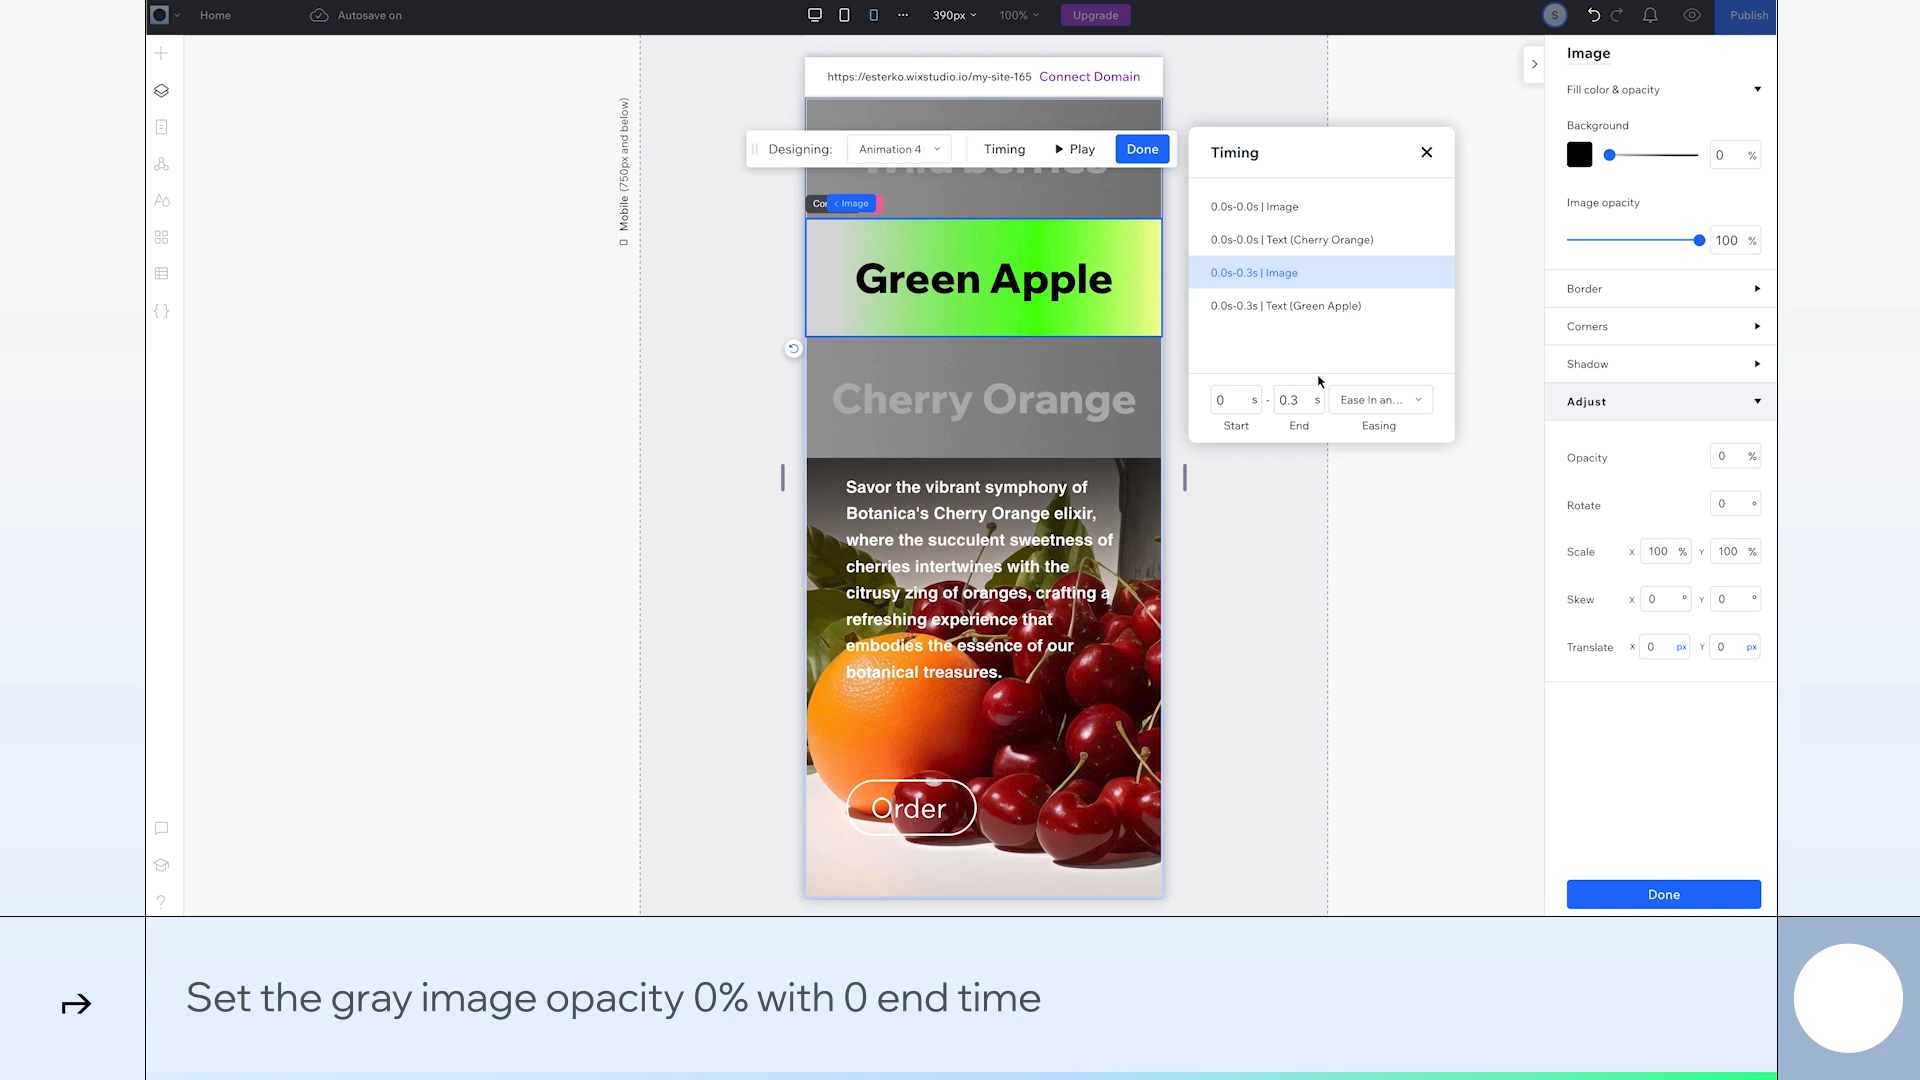 Home
Autosave on
390px
100%
Upgrade
S
Publish
https://esterko.wixstudio.io/my-site-165 Connect Domain
Mobile (750px and below)
Designing:
Animation 4
Timing
Play
Done
Image
Green Apple
Cherry Orange
Savor the vibrant symphony of
Botanica's Cherry Orange elixir,
where the succulent sweetness of
cherries intertwines with the
citrusy zing of oranges, crafting a
refreshing experience that
embodies the essence of our
botanical treasures.
Order
Timing
0.0s-0.0s | Image
0.0s-0.0s | Text (Cherry Orange)
0.0s-0.3s | Image
0.0s-0.3s | Text (Green Apple)
0 s - 0.3 s Ease In an...
Start End Easing
Image
Fill color & opacity
Background
0 %
Image opacity
100 %
Border
Corners
Shadow
Adjust
Opacity 0 %
Rotate 0 °
Scale X 100 % Y 100 %
Skew X 0 ° Y 0 °
Translate X 0 px Y 0 px
Done
Set the gray image opacity 0% with 0 end time